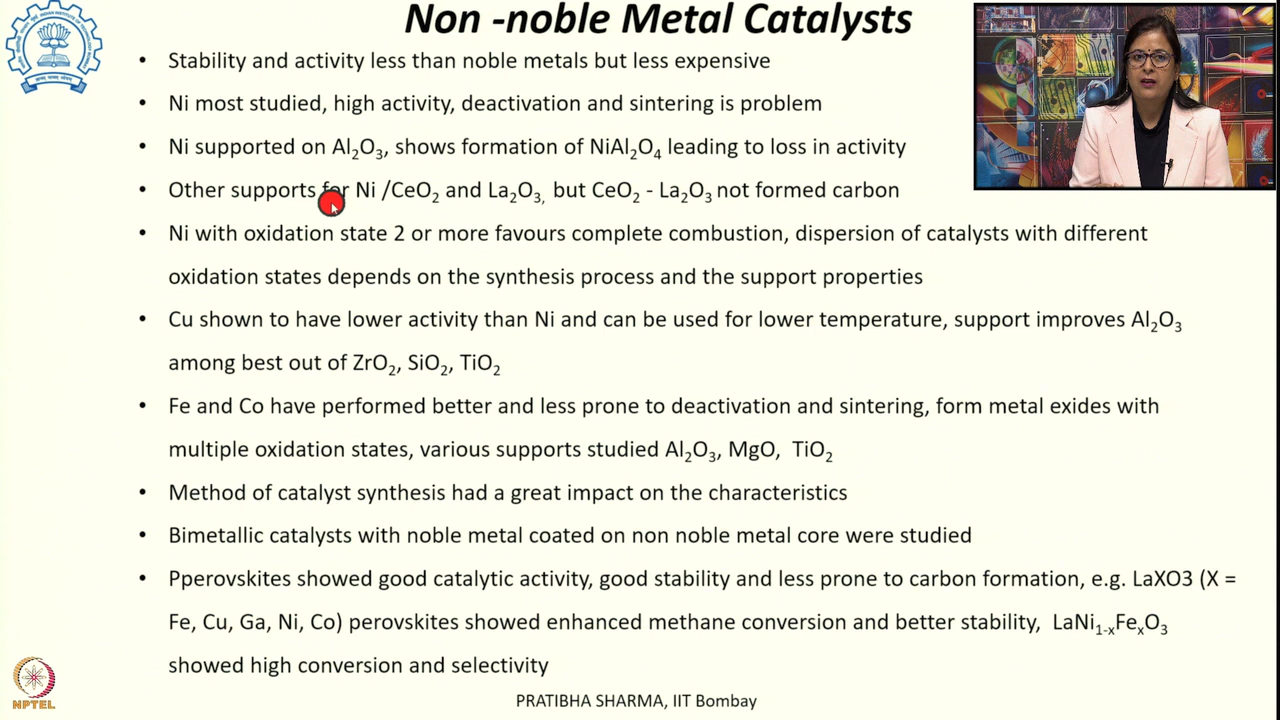 Non -noble Metal Catalysts
• Stability and activity less than noble metals but less expensive
• Ni most studied, high activity, deactivation and sintering is problem
• Ni supported on Al₂O₃, shows formation of NiAl₂O₄ leading to loss in activity
• Other supports for Ni /CeO₂ and La₂O₃, but CeO₂ - La₂O₃ not formed carbon
• Ni with oxidation state 2 or more favours complete combustion, dispersion of catalysts with different
oxidation states depends on the synthesis process and the support properties
• Cu shown to have lower activity than Ni and can be used for lower temperature, support improves Al₂O₃
among best out of ZrO₂, SiO₂, TiO₂
• Fe and Co have performed better and less prone to deactivation and sintering, form metal exides with
multiple oxidation states, various supports studied Al₂O₃, MgO, TiO₂
• Method of catalyst synthesis had a great impact on the characteristics
• Bimetallic catalysts with noble metal coated on non noble metal core were studied
• Pperovskites showed good catalytic activity, good stability and less prone to carbon formation, e.g. LaXO3 (X =
Fe, Cu, Ga, Ni, Co) perovskites showed enhanced methane conversion and better stability, LaNi₁₋ₓFeₓO₃
showed high conversion and selectivity
NPTEL
PRATIBHA SHARMA, IIT Bombay